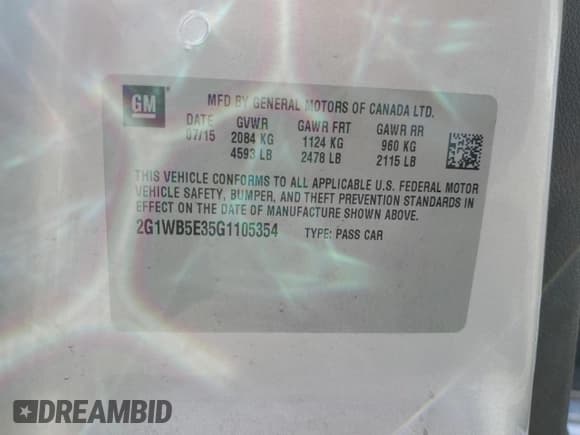 GM
MFD BY GENERAL MOTORS OF CANADA LTD.
DATE GVWR GAWR FRT GAWR RR
07/15 2084 KG 1124 KG 960 KG
4593 LB 2478 LB 2115 LB
THIS VEHICLE CONFORMS TO ALL APPLICABLE U.S. FEDERAL MOTOR
VEHICLE SAFETY, BUMPER, AND THEFT PREVENTION STANDARDS IN
EFFECT ON THE DATE OF MANUFACTURE SHOWN ABOVE.
2G1WB5E35G1105354 TYPE: PASS CAR
DREAMBID